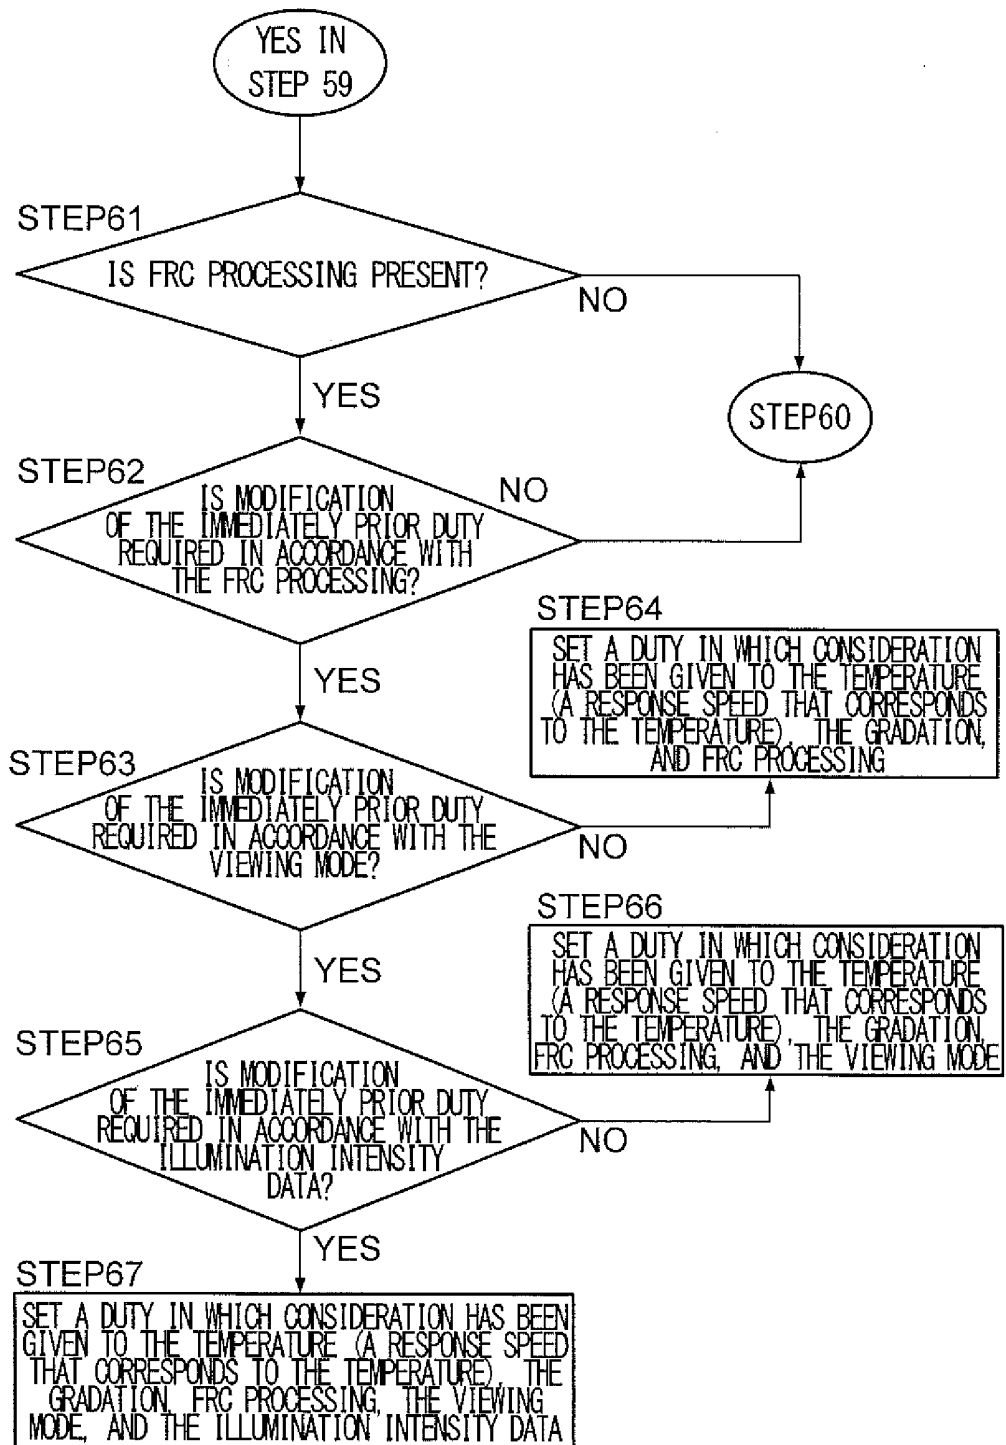 YES IN
STEP 59
STEP61
IS FRC PROCESSING PRESENT?
NO
YES
STEP60
STEP62
IS MODIFICATION
OF THE IMMEDIATELY PRIOR DUTY
REQUIRED IN ACCORDANCE WITH
THE FRC PROCESSING?
NO
YES
STEP64
SET A DUTY IN WHICH CONSIDERATION
HAS BEEN GIVEN TO THE TEMPERATURE
(A RESPONSE SPEED THAT CORRESPONDS
TO THE TEMPERATURE), THE GRADATION,
AND FRC PROCESSING
STEP63
IS MODIFICATION
OF THE IMMEDIATELY PRIOR DUTY
REQUIRED IN ACCORDANCE WITH THE
VIEWING MODE?
NO
YES
STEP66
SET A DUTY IN WHICH CONSIDERATION
HAS BEEN GIVEN TO THE TEMPERATURE
(A RESPONSE SPEED THAT CORRESPONDS
TO THE TEMPERATURE), THE GRADATION,
FRC PROCESSING, AND THE VIEWING MODE
STEP65
IS MODIFICATION
OF THE IMMEDIATELY PRIOR DUTY
REQUIRED IN ACCORDANCE WITH THE
ILLUMINATION INTENSITY
DATA?
NO
YES
STEP67
SET A DUTY IN WHICH CONSIDERATION HAS BEEN
GIVEN TO THE TEMPERATURE (A RESPONSE SPEED
THAT CORRESPONDS TO THE TEMPERATURE), THE
GRADATION, FRC PROCESSING, THE VIEWING
MODE, AND THE ILLUMINATION INTENSITY DATA